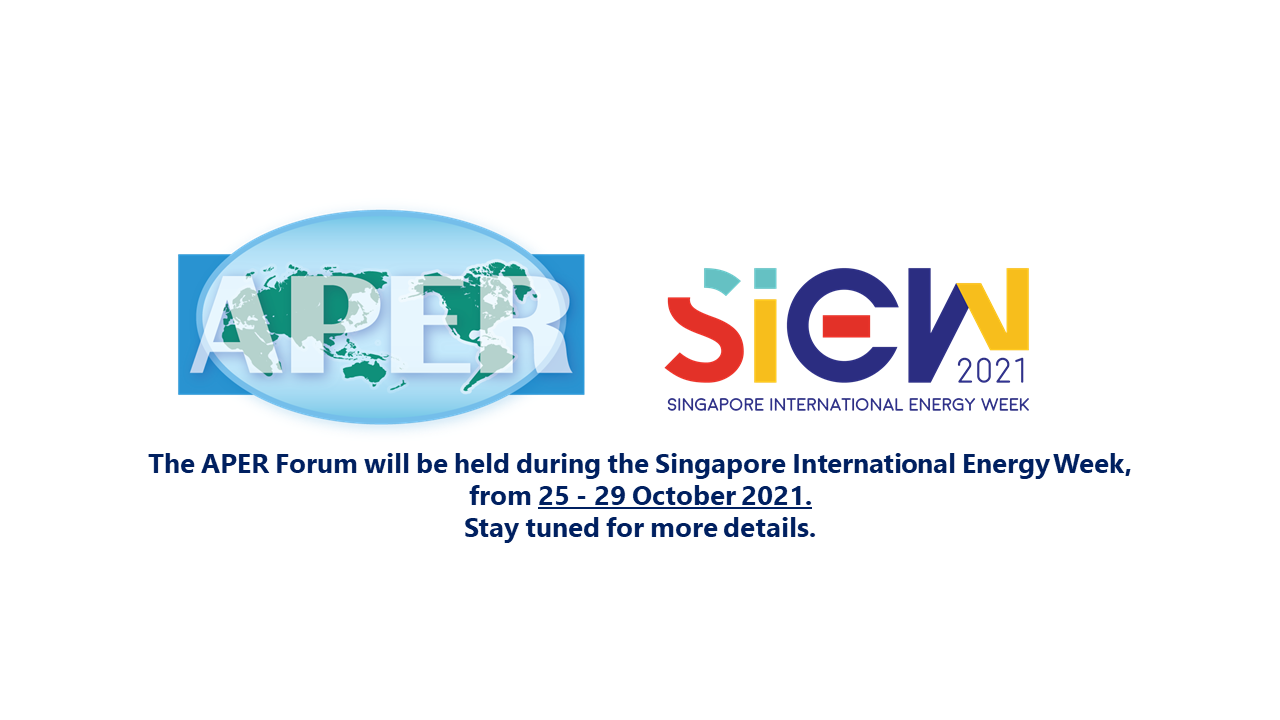 APER
SiEW
2021
SINGAPORE INTERNATIONAL ENERGY WEEK
The APER Forum will be held during the Singapore International Energy Week,
from 25 - 29 October 2021.
Stay tuned for more details.